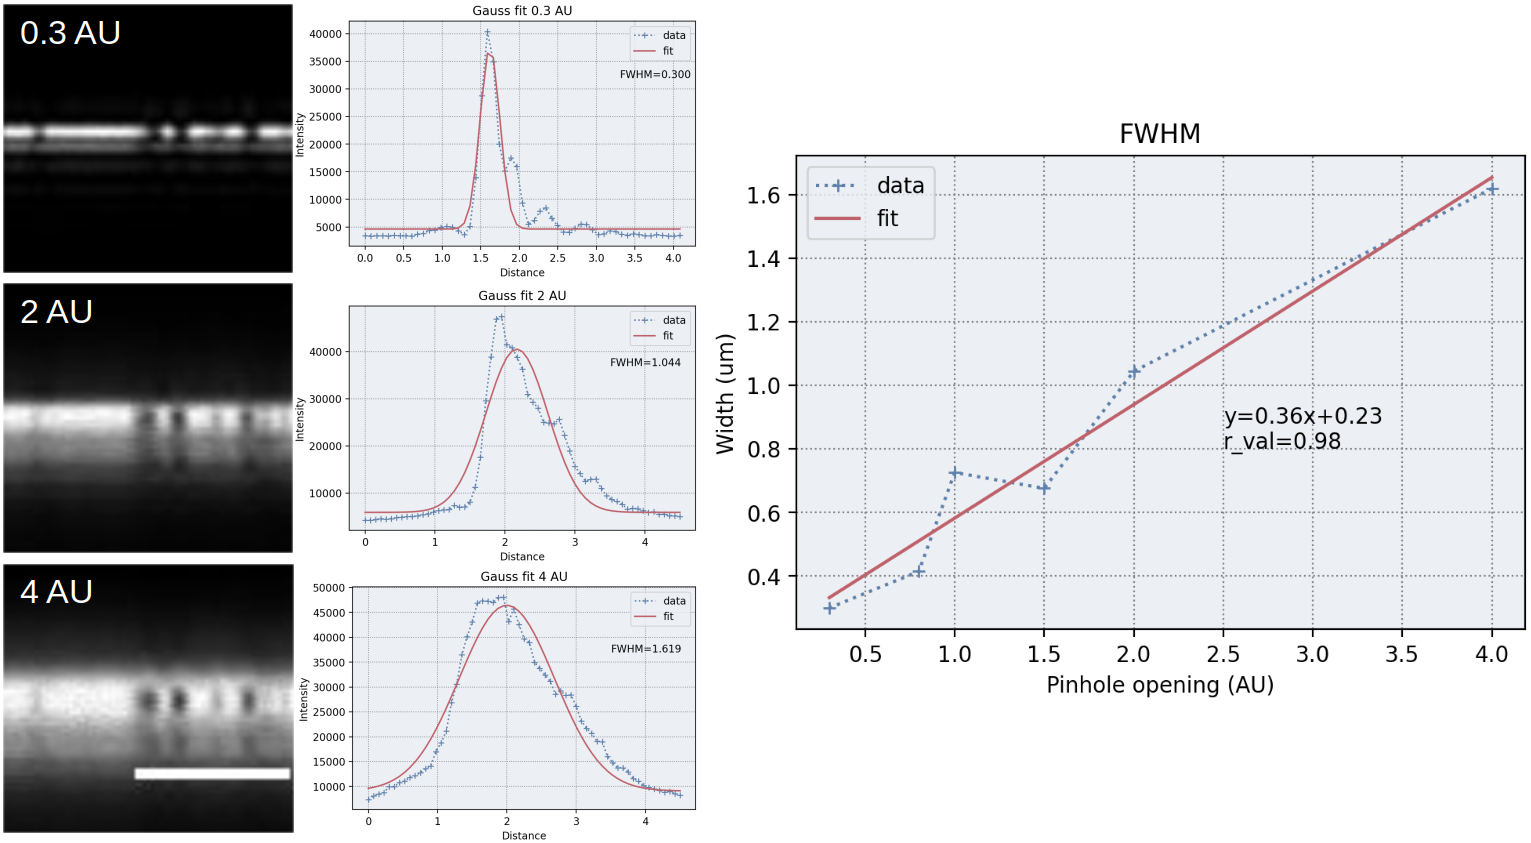 0.3 AU
Gauss fit 0.3 AU
40000
35000
30000
25000
20000
15000
10000
5000
Intensity
data
fit
FWHM=0.300
0.0 0.5 1.0 1.5 2.0 2.5 3.0 3.5 4.0
Distance
2 AU
Gauss fit 2 AU
40000
30000
20000
10000
Intensity
data
fit
FWHM=1.044
0 1 2 3 4
Distance
4 AU
Gauss fit 4 AU
50000
45000
40000
35000
30000
25000
20000
15000
10000
Intensity
data
fit
FWHM=1.619
0 1 2 3 4
Distance
FWHM
data
fit
1.6
1.4
1.2
1.0
0.8
0.6
0.4
Width (um)
y=0.36x+0.23
r_val=0.98
0.5 1.0 1.5 2.0 2.5 3.0 3.5 4.0
Pinhole opening (AU)